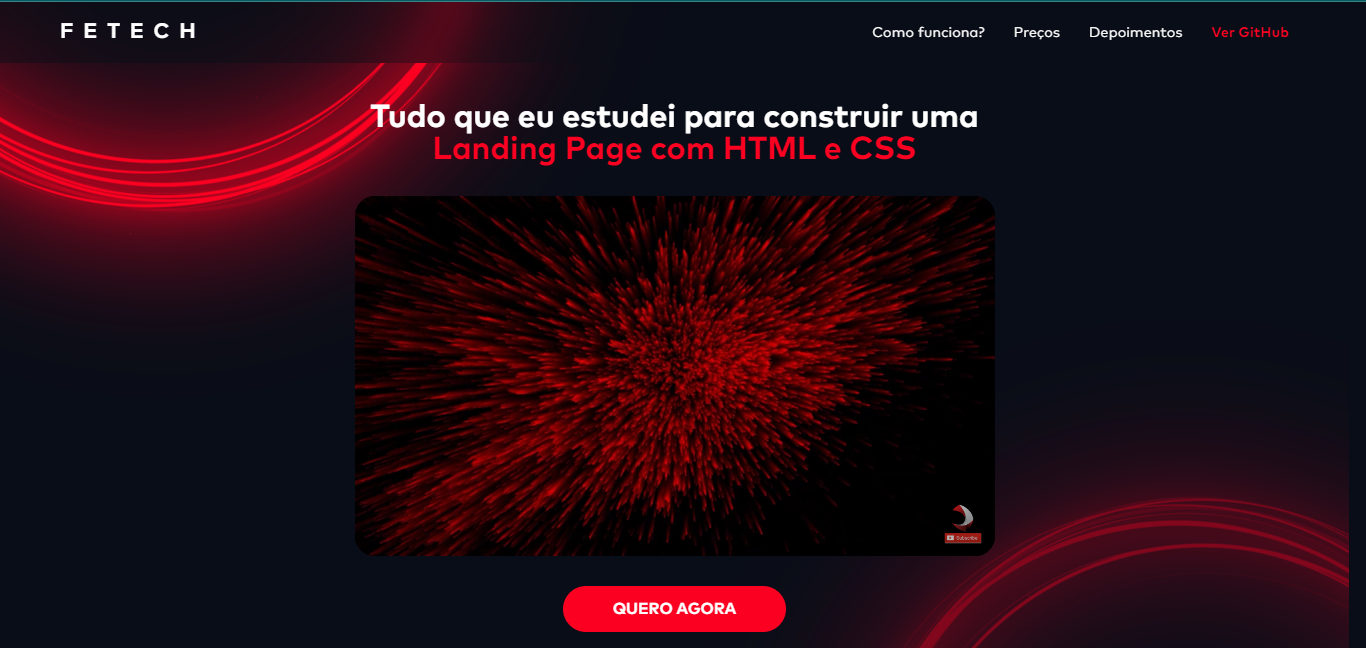 FETECH
Como funciona?
Preços
Depoimentos
Ver GitHub
Tudo que eu estudei para construir uma
Landing Page com HTML e CSS
Subscribe
QUERO AGORA